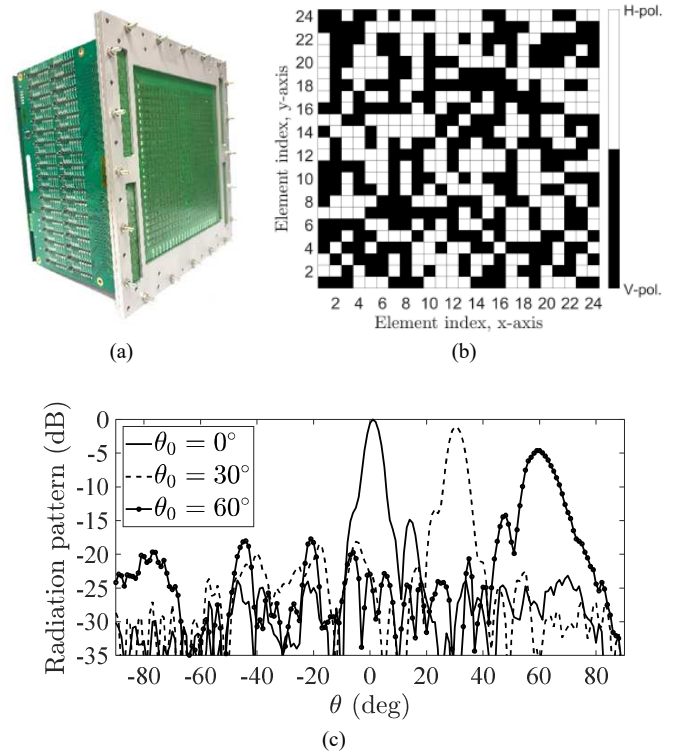 (a)
24
22
20
18
16
14
12
10
8
6
4
2
Element index, y-axis
2 4 6 8 10 12 14 16 18 20 22 24
Element index, x-axis
H-pol.
V-pol.
(b)
0
-5
-10
-15
-20
-25
-30
-35
Radiation pattern (dB)
θ₀ = 0°
θ₀ = 30°
θ₀ = 60°
-80 -60 -40 -20 0 20 40 60 80
θ (deg)
(c)